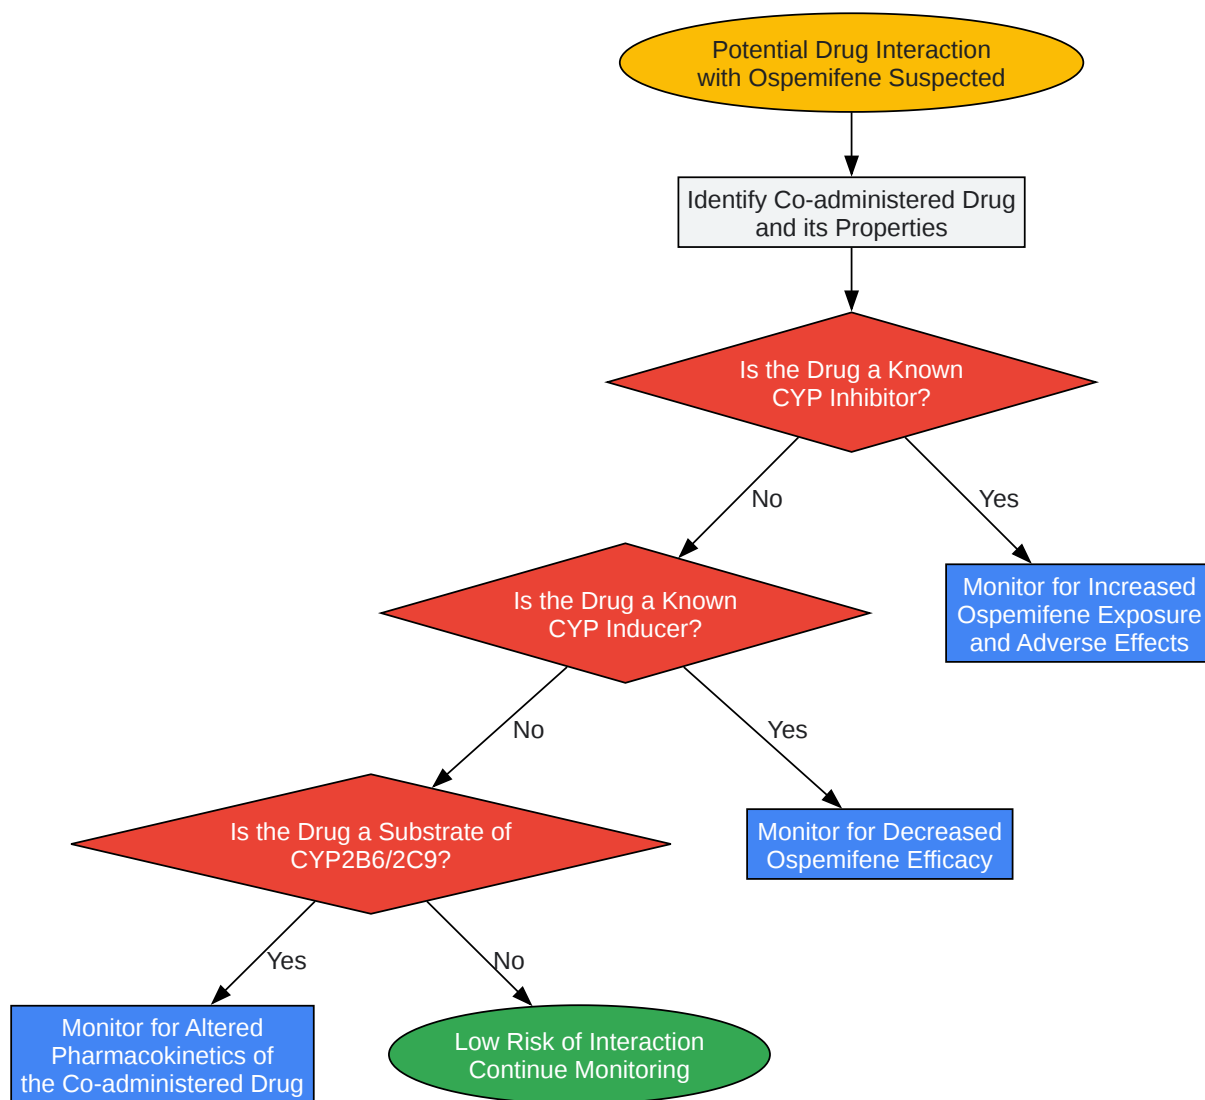 Potential Drug Interaction
with Ospemifene Suspected
Identify Co-administered Drug
and its Properties
Is the Drug a Known
CYP Inhibitor?
No
Yes
Is the Drug a Known
CYP Inducer?
Monitor for Increased
Ospemifene Exposure
and Adverse Effects
No
Yes
Is the Drug a Substrate of
CYP2B6/2C9?
Monitor for Decreased
Ospemifene Efficacy
Yes
No
Monitor for Altered
Pharmacokinetics of
the Co-administered Drug
Low Risk of Interaction
Continue Monitoring